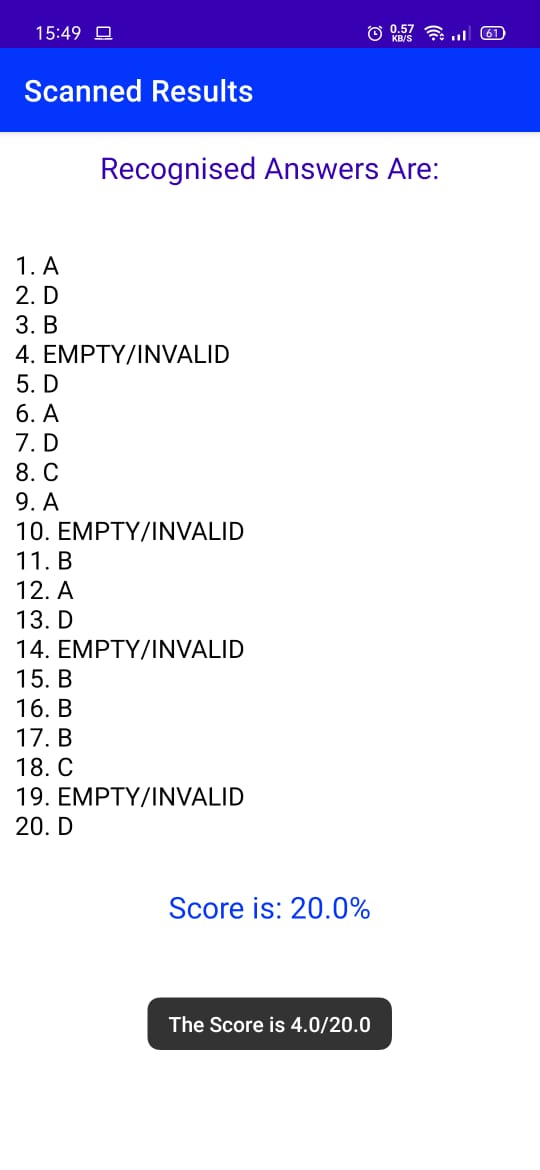 15:49
0.57
KB/S
61
Scanned Results
Recognised Answers Are:
1. A
2. D
3. B
4. EMPTY/INVALID
5. D
6. A
7. D
8. C
9. A
10. EMPTY/INVALID
11. B
12. A
13. D
14. EMPTY/INVALID
15. B
16. B
17. B
18. C
19. EMPTY/INVALID
20. D
Score is: 20.0%
The Score is 4.0/20.0